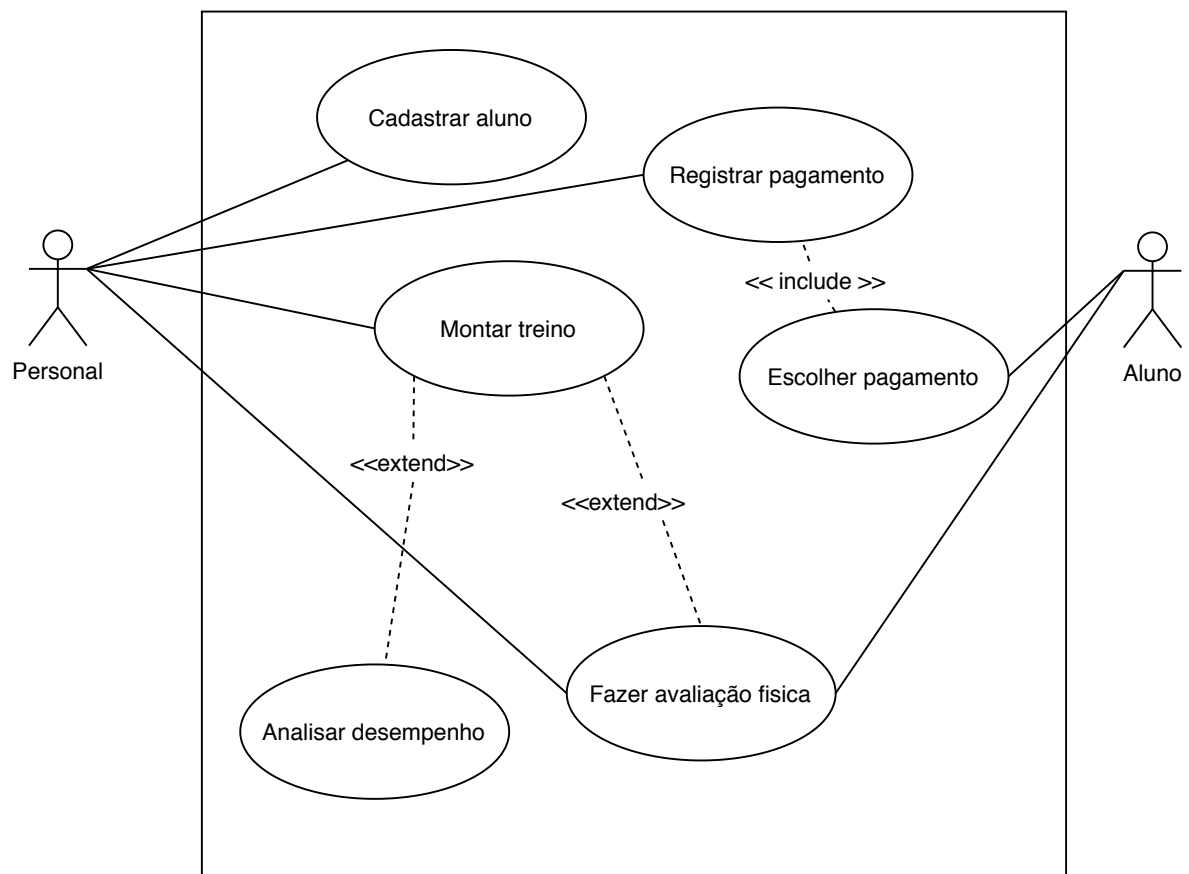 Cadastrar aluno
Registrar pagamento
<< include >>
Montar treino
Personal
Escolher pagamento
Aluno
<<extend>>
<<extend>>
Fazer avaliação fisica
Analisar desempenho